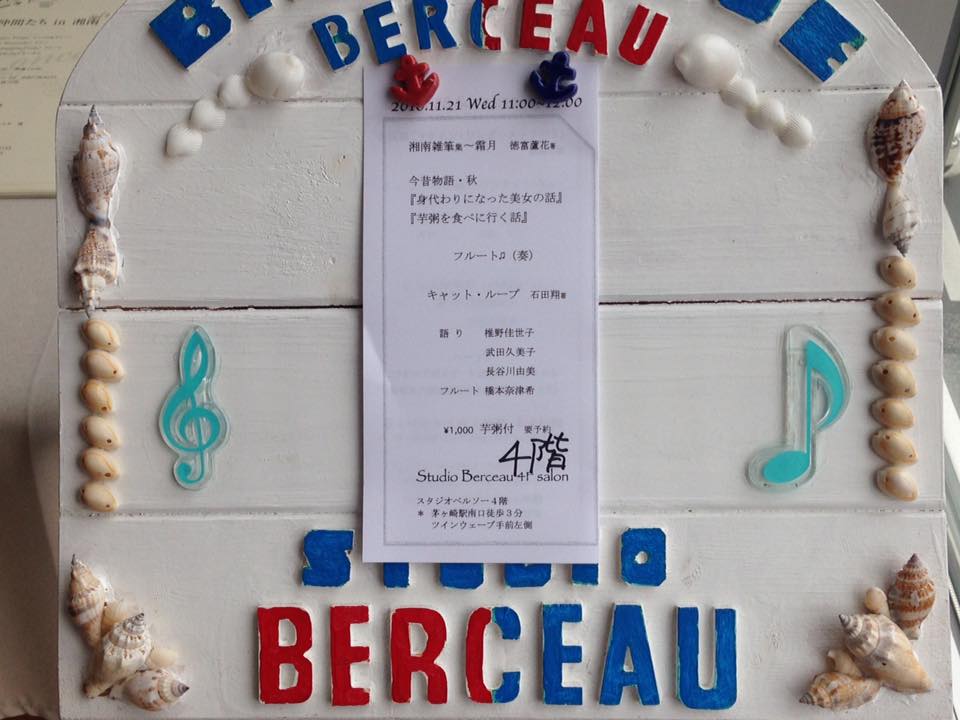 BERCEAU
11.21 Wed 11:00~12:00
湘南雑筆集～霜月 徳富蘆花著
今昔物語・秋
『身代わりになった美女の話』
『芋粥を食べに行く話』
フルート♫（奏）
キャット・ループ 石田翔著
語り 椎野佳世子
武田久美子
長谷川由美
フルート 橋本奈津希
¥1,000 芋粥付 要予約
4階
Studio Berceau 4F salon
スタジオベルソー４階
＊ 茅ヶ崎駅南口徒歩３分
ツインウェーブ手前左側
STUDIO
BERCEAU